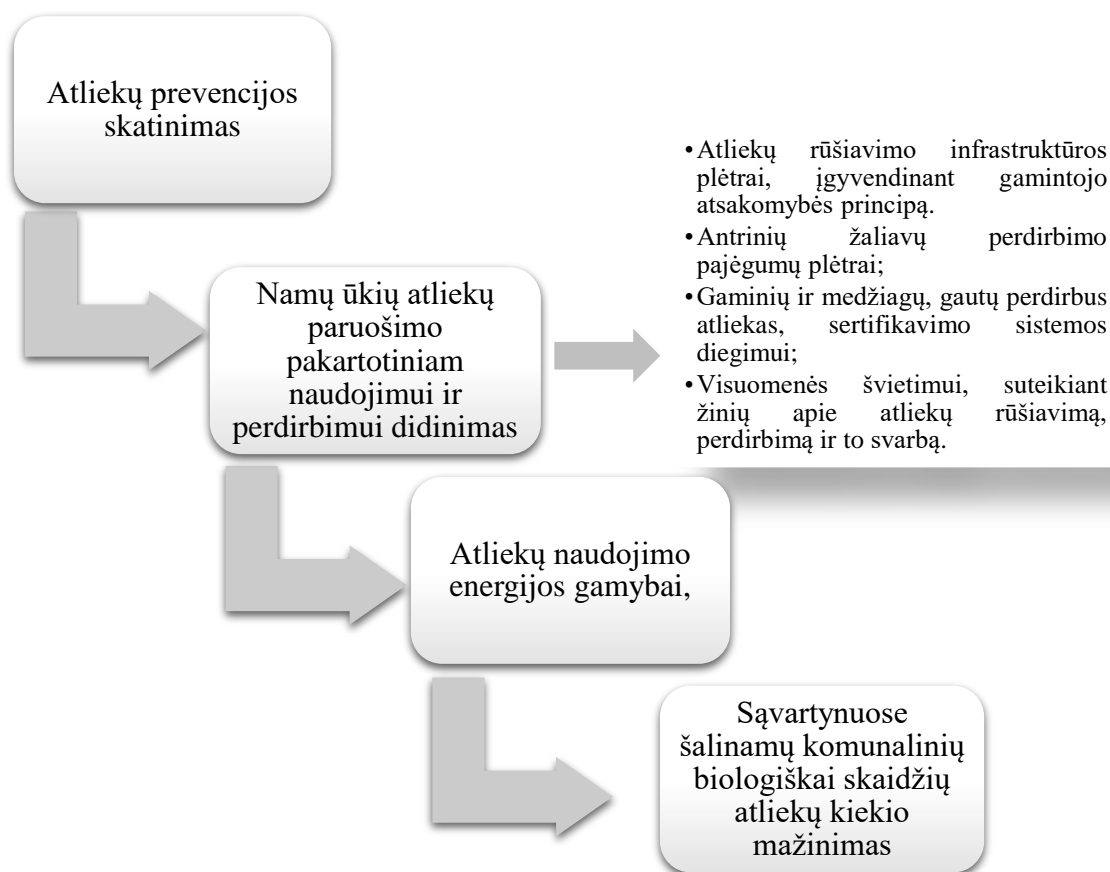 Atliekų prevencijos
skatinimas
Namų ūkių atliekų
paruošimo
pakartotiniam
naudojimui ir
perdirbimui didinimas
•Atliekų rūšiavimo infrastruktūros
plėtrai, įgyvendinant gamintojo
atsakomybės principą.
•Antrinių žaliavų perdirbimo
pajėgumų plėtrai;
•Gaminių ir medžiagų, gautų perdirbus
atliekas, sertifikavimo sistemos
diegimui;
•Visuomenės švietimui, suteikiant
žinių apie atliekų rūšiavimą,
perdirbimą ir to svarbą.
Atliekų naudojimo
energijos gamybai,
Sąvartynuose
šalinamų komunalinių
biologiškai skaidžių
atliekų kiekio
mažinimas